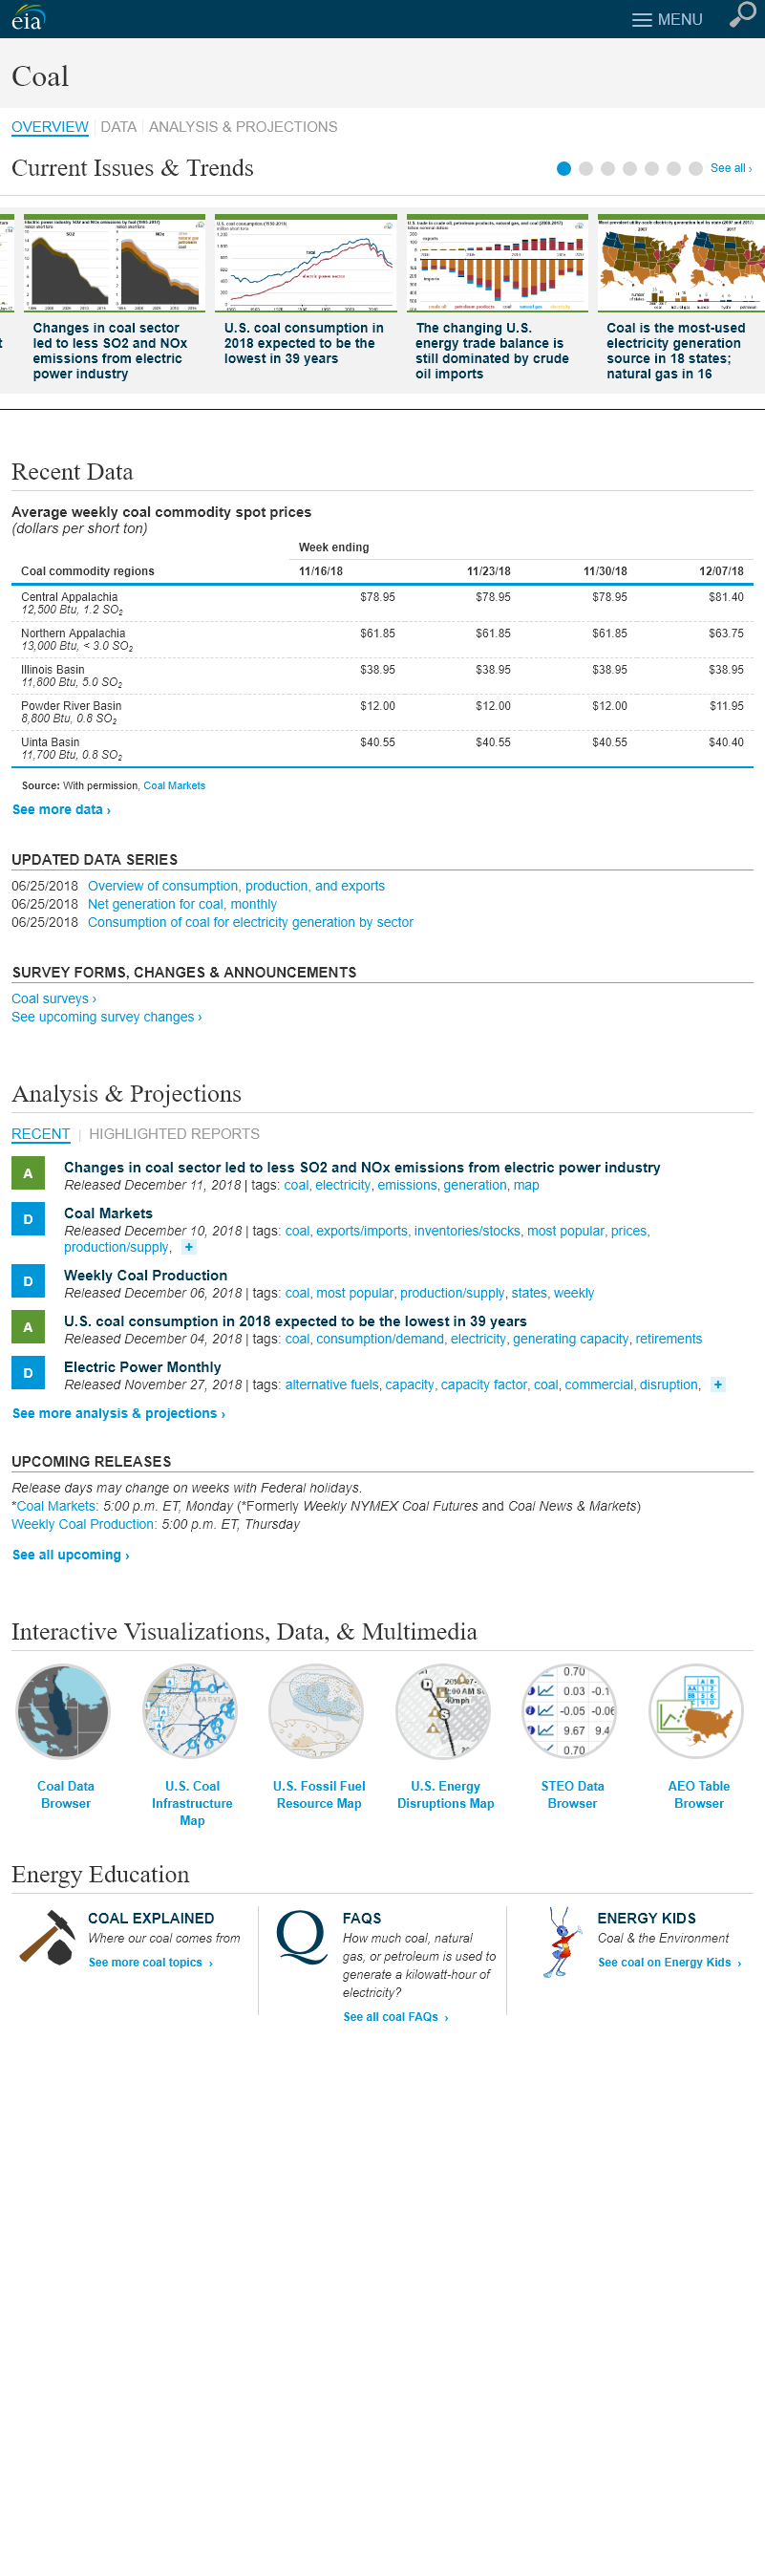 eia
MENU
Coal
OVERVIEW
DATA
ANALYSIS & PROJECTIONS
Current Issues & Trends
See all ›
Changes in coal sector
led to less SO2 and NOx
emissions from electric
power industry
U.S. coal consumption in
2018 expected to be the
lowest in 39 years
The changing U.S.
energy trade balance is
still dominated by crude
oil imports
Coal is the most-used
electricity generation
source in 18 states;
natural gas in 16
Recent Data
Average weekly coal commodity spot prices
(dollars per short ton)
Week ending
Coal commodity regions 11/16/18 11/23/18 11/30/18 12/07/18
Central Appalachia $78.95 $78.95 $78.95 $81.40
12,500 Btu, 1.2 SO₂
Northern Appalachia $61.85 $61.85 $61.85 $63.75
13,000 Btu, < 3.0 SO₂
Illinois Basin $38.95 $38.95 $38.95 $38.95
11,800 Btu, 5.0 SO₂
Powder River Basin $12.00 $12.00 $12.00 $11.95
8,800 Btu, 0.8 SO₂
Uinta Basin $40.55 $40.55 $40.55 $40.40
11,700 Btu, 0.8 SO₂
Source: With permission, Coal Markets
See more data ›
UPDATED DATA SERIES
06/25/2018 Overview of consumption, production, and exports
06/25/2018 Net generation for coal, monthly
06/25/2018 Consumption of coal for electricity generation by sector
SURVEY FORMS, CHANGES & ANNOUNCEMENTS
Coal surveys ›
See upcoming survey changes ›
Analysis & Projections
RECENT | HIGHLIGHTED REPORTS
A Changes in coal sector led to less SO2 and NOx emissions from electric power industry
Released December 11, 2018 | tags: coal, electricity, emissions, generation, map
D Coal Markets
Released December 10, 2018 | tags: coal, exports/imports, inventories/stocks, most popular, prices,
production/supply, +
D Weekly Coal Production
Released December 06, 2018 | tags: coal, most popular, production/supply, states, weekly
A U.S. coal consumption in 2018 expected to be the lowest in 39 years
Released December 04, 2018 | tags: coal, consumption/demand, electricity, generating capacity, retirements
D Electric Power Monthly
Released November 27, 2018 | tags: alternative fuels, capacity, capacity factor, coal, commercial, disruption, +
See more analysis & projections ›
UPCOMING RELEASES
Release days may change on weeks with Federal holidays.
*Coal Markets: 5:00 p.m. ET, Monday (*Formerly Weekly NYMEX Coal Futures and Coal News & Markets)
Weekly Coal Production: 5:00 p.m. ET, Thursday
See all upcoming ›
Interactive Visualizations, Data, & Multimedia
Coal Data
Browser
U.S. Coal
Infrastructure
Map
U.S. Fossil Fuel
Resource Map
U.S. Energy
Disruptions Map
STEO Data
Browser
AEO Table
Browser
Energy Education
COAL EXPLAINED
Where our coal comes from
See more coal topics ›
Q
FAQS
How much coal, natural
gas, or petroleum is used to
generate a kilowatt-hour of
electricity?
See all coal FAQs ›
ENERGY KIDS
Coal & the Environment
See coal on Energy Kids ›